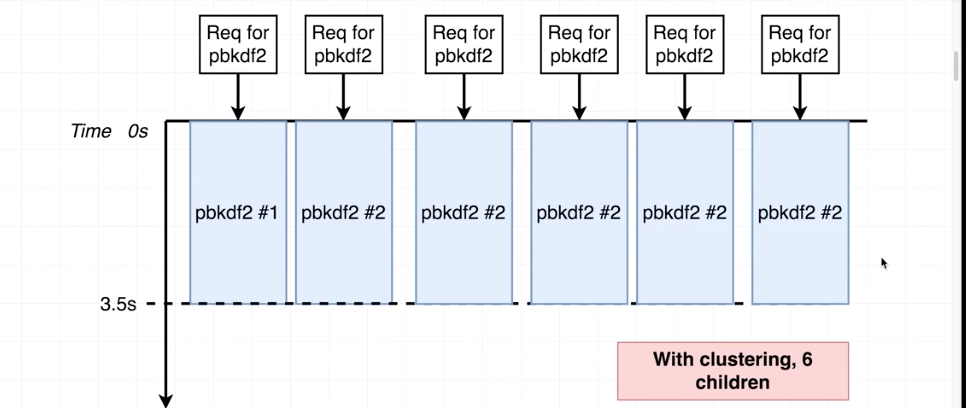 Req for
pbkdf2
Req for
pbkdf2
Req for
pbkdf2
Req for
pbkdf2
Req for
pbkdf2
Req for
pbkdf2
Time 0s
pbkdf2 #1
pbkdf2 #2
pbkdf2 #2
pbkdf2 #2
pbkdf2 #2
pbkdf2 #2
3.5s
With clustering, 6
children